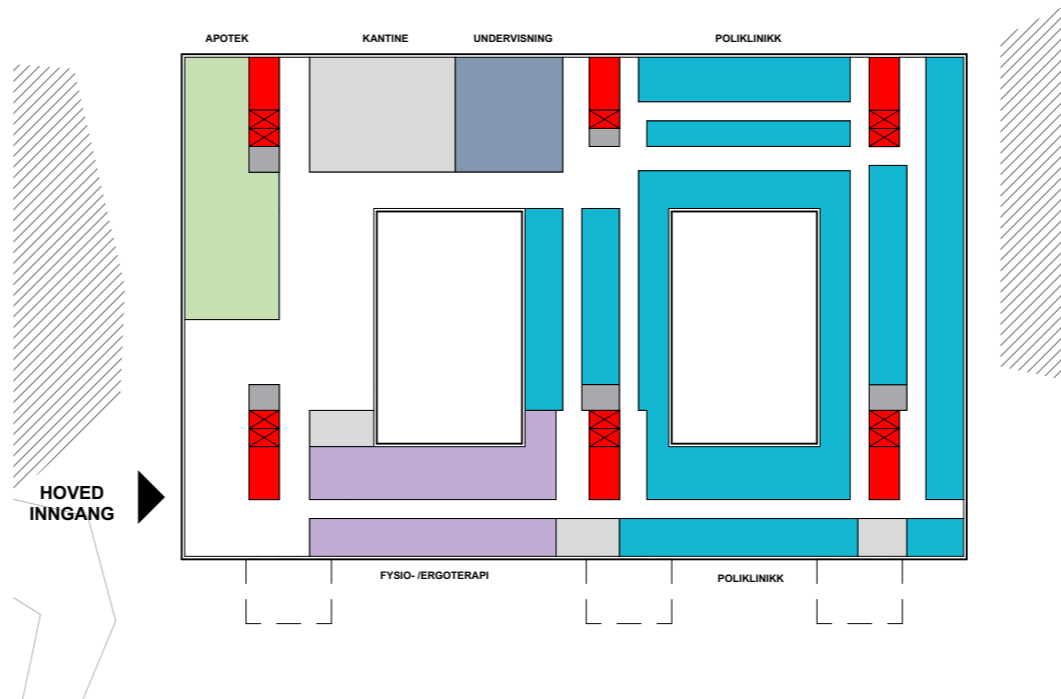 APOTEK
KANTINE
UNDERVISNING
POLIKLINIKK
HOVED
INNGANG
FYSIO- /ERGOTERAPI
POLIKLINIKK